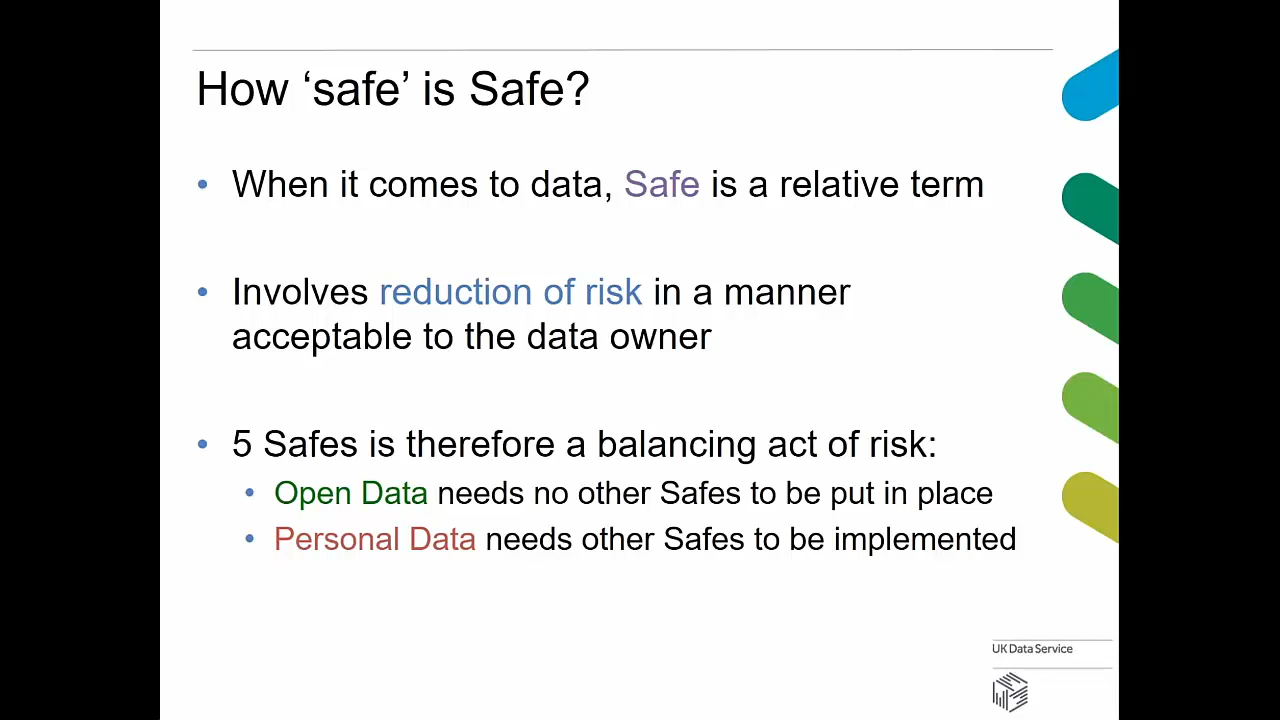 How ‘safe’ is Safe?
• When it comes to data, Safe is a relative term
• Involves reduction of risk in a manner
acceptable to the data owner
• 5 Safes is therefore a balancing act of risk:
• Open Data needs no other Safes to be put in place
• Personal Data needs other Safes to be implemented
UK Data Service